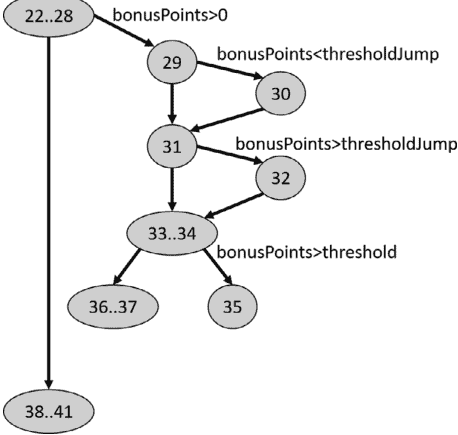 22..28
bonusPoints>0
29
bonusPoints<thresholdJump
30
31
bonusPoints>thresholdJump
32
33..34
bonusPoints>threshold
36..37
35
38..41